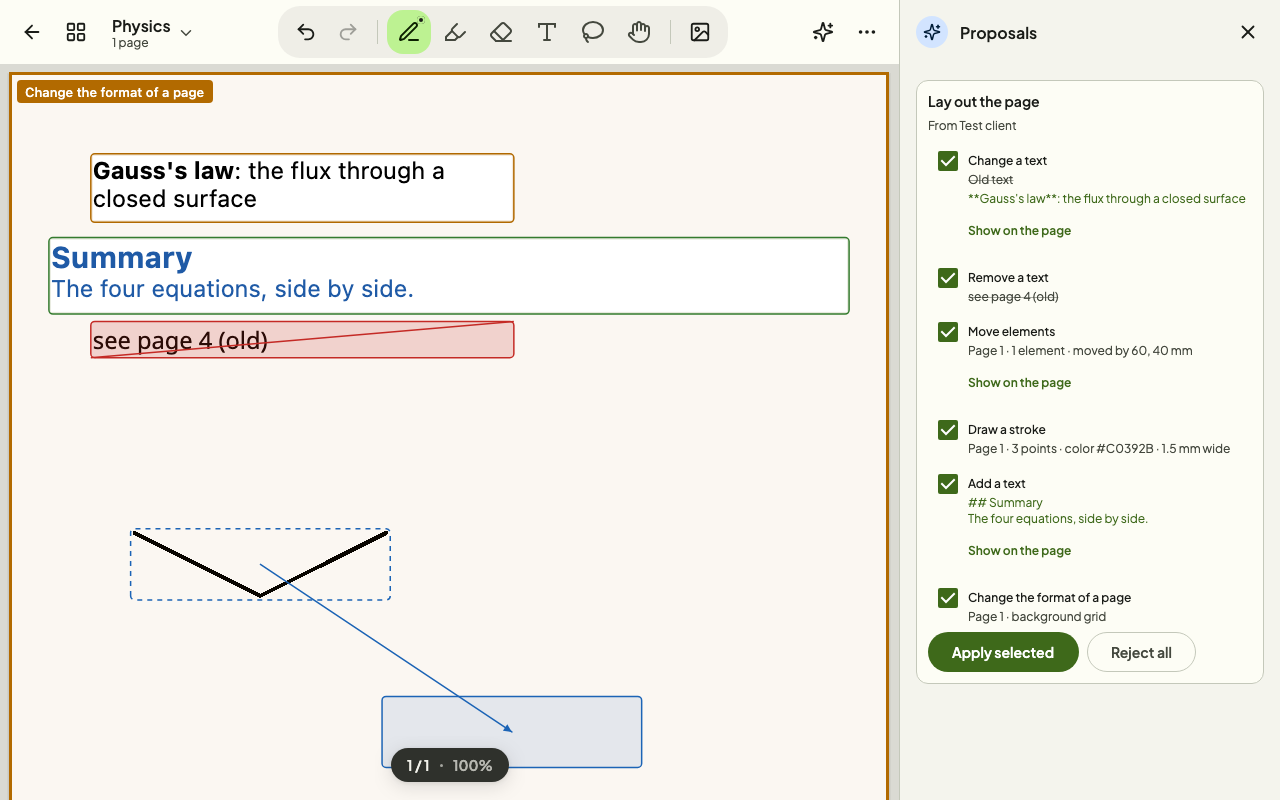 Physics
1 page
Change the format of a page
Gauss's law: the flux through a
closed surface
Summary
The four equations, side by side.
see page 4 (old)
1/1 · 100%
Proposals
Lay out the page
From Test client
Change a text
Old text
**Gauss's law**: the flux through a closed surface
Show on the page
Remove a text
see page 4 (old)
Move elements
Page 1 · 1 element · moved by 60, 40 mm
Show on the page
Draw a stroke
Page 1 · 3 points · color #C0392B · 1.5 mm wide
Add a text
## Summary
The four equations, side by side.
Show on the page
Change the format of a page
Page 1 · background grid
Apply selected
Reject all